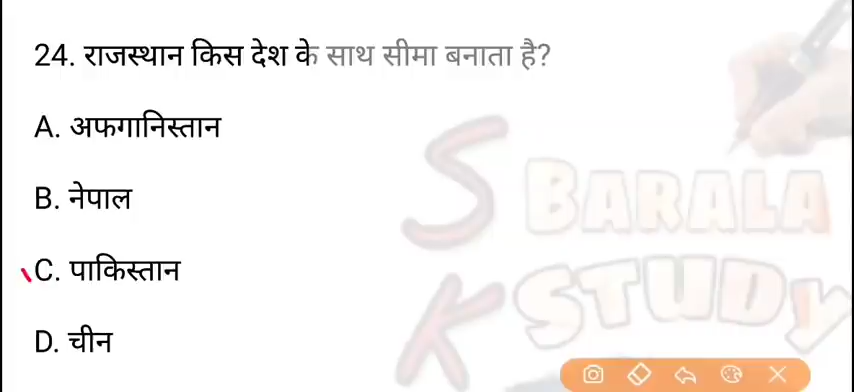 24. राजस्थान किस देश के साथ सीमा बनाता है?
A. अफगानिस्तान
B. नेपाल
C. पाकिस्तान
D. चीन
S BARALA
K STUDY